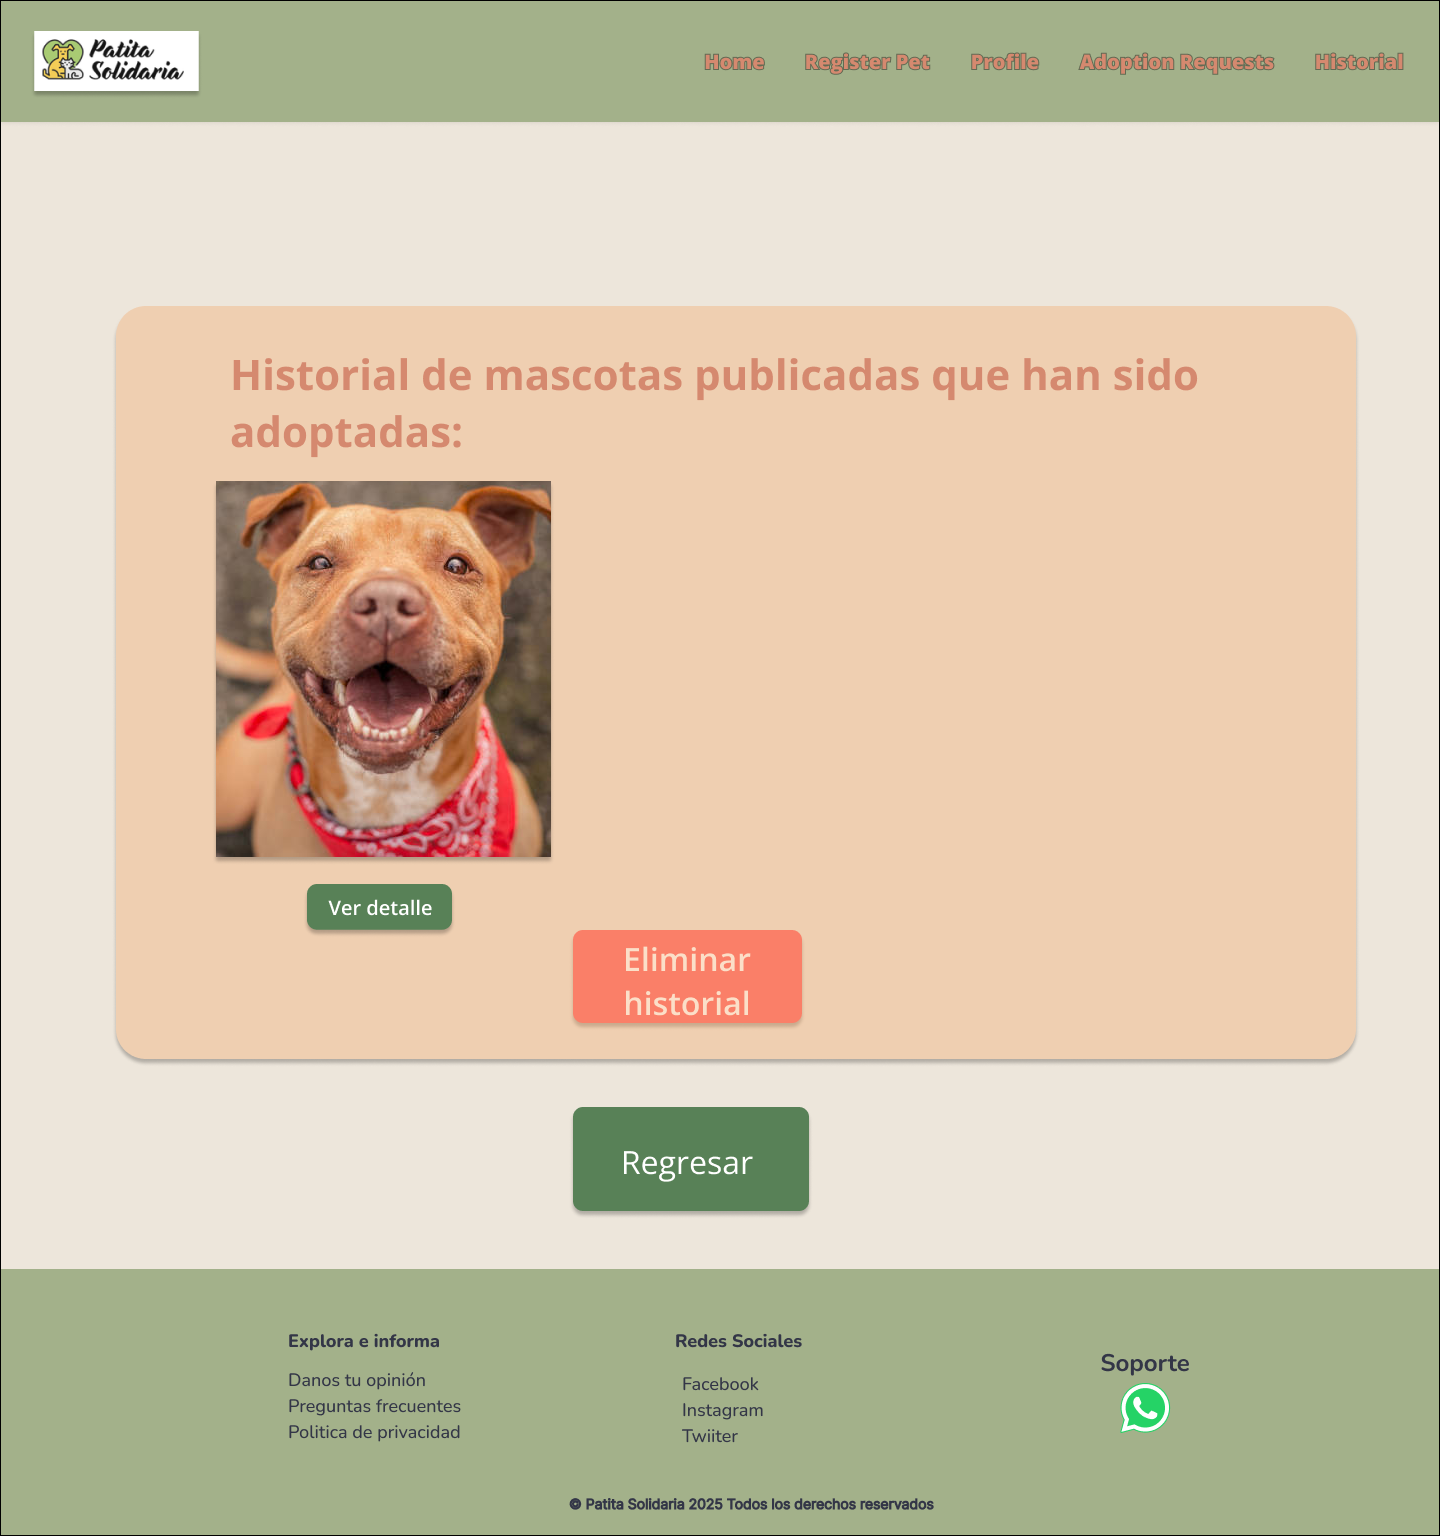 Patita
Solidaria
Home Register Pet Profile Adoption Requests Historial
Historial de mascotas publicadas que han sido
adoptadas:
Ver detalle
Eliminar
historial
Regresar
Explora e informa
Danos tu opinión
Preguntas frecuentes
Politica de privacidad
Redes Sociales
Facebook
Instagram
Twiiter
Soporte
© Patita Solidaria 2025 Todos los derechos reservados